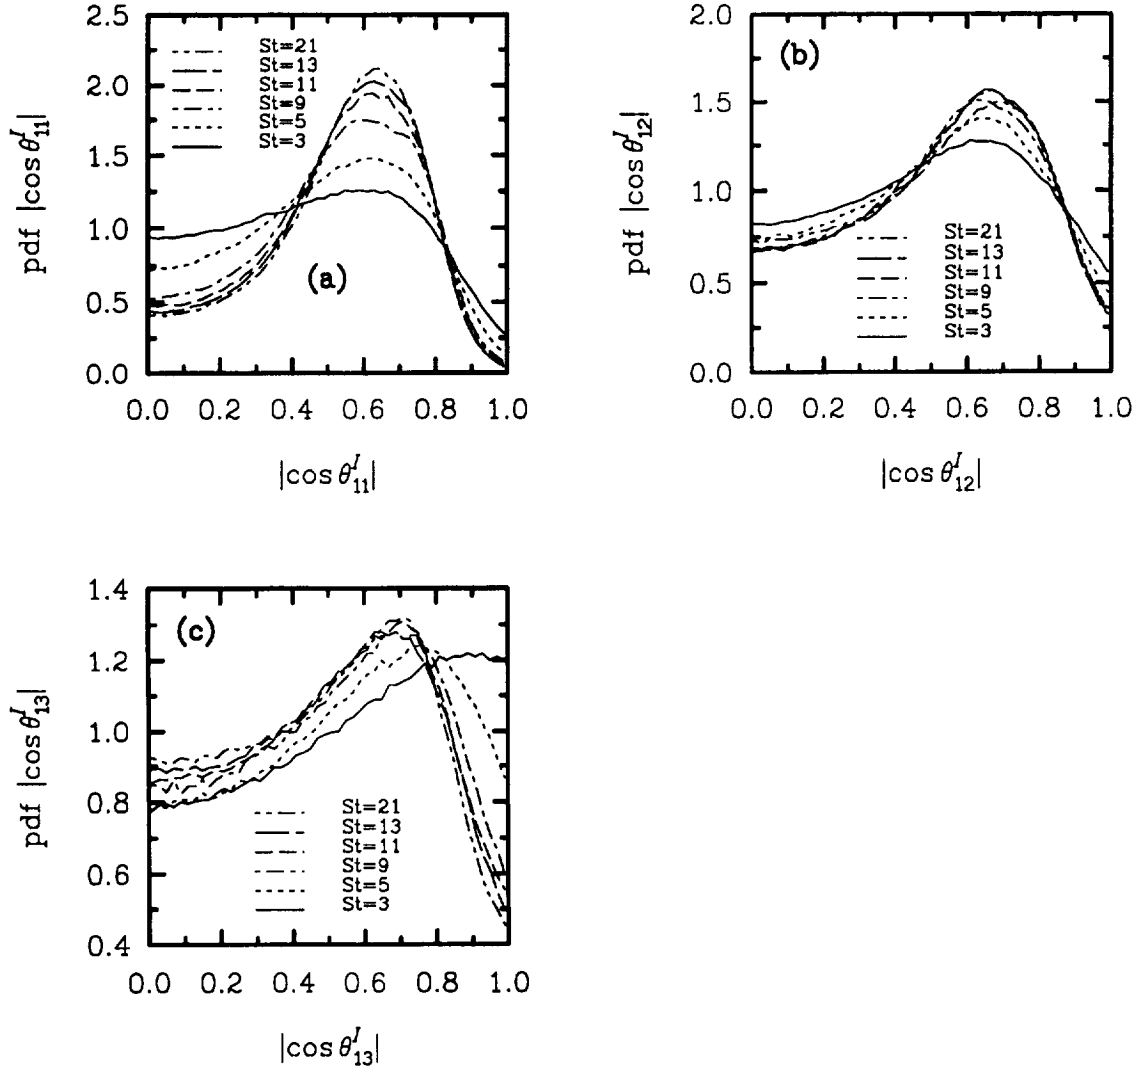 2.5
2.0
1.5
1.0
0.5
0.0
pdf |cos θ^I_11|
St=21
St=13
St=11
St=9
St=5
St=3
(a)
0.0 0.2 0.4 0.6 0.8 1.0
|cos θ^I_11|
2.0
1.5
1.0
0.5
0.0
pdf |cos θ^I_12|
(b)
St=21
St=13
St=11
St=9
St=5
St=3
0.0 0.2 0.4 0.6 0.8 1.0
|cos θ^I_12|
1.4
1.2
1.0
0.8
0.6
0.4
pdf |cos θ^I_13|
(c)
St=21
St=13
St=11
St=9
St=5
St=3
0.0 0.2 0.4 0.6 0.8 1.0
|cos θ^I_13|